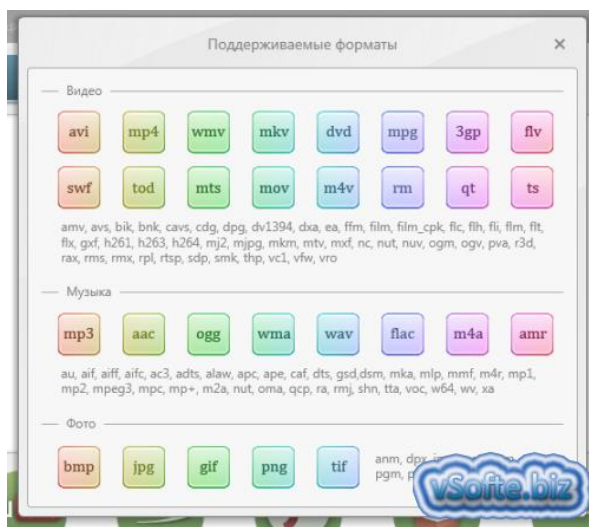 Поддерживаемые форматы
Видео
avi mp4 wmv mkv dvd mpg 3gp flv
swf tod mts mov m4v rm qt ts
amv, avs, bik, bnk, cavs, cdg, dpg, dv1394, dxa, ea, ffm, film, film_cpk, flc, flh, fli, flm, flt,
flx, gxf, h261, h263, h264, mj2, mjpg, mkm, mtv, mxf, nc, nut, nuv, ogm, ogv, pva, r3d,
rax, rms, rmx, rpl, rtsp, sdp, smk, thp, vc1, vfw, vro
Музыка
mp3 aac ogg wma wav flac m4a amr
au, aif, aiff, aifc, ac3, adts, alaw, apc, ape, caf, dts, gsd,dsm, mka, mlp, mmf, m4r, mp1,
mp2, mpeg3, mpc, mp+, m2a, nut, oma, qcp, ra, rmj, shn, tta, voc, w64, wv, xa
Фото
bmp jpg gif png tif
anm, dpx,
pgm,
vSofte.biz